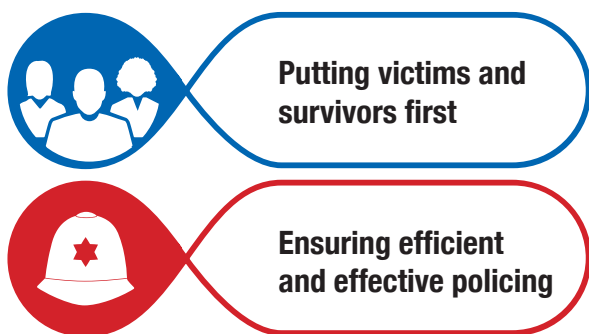 Putting victims and
survivors first
Ensuring efficient
and effective policing